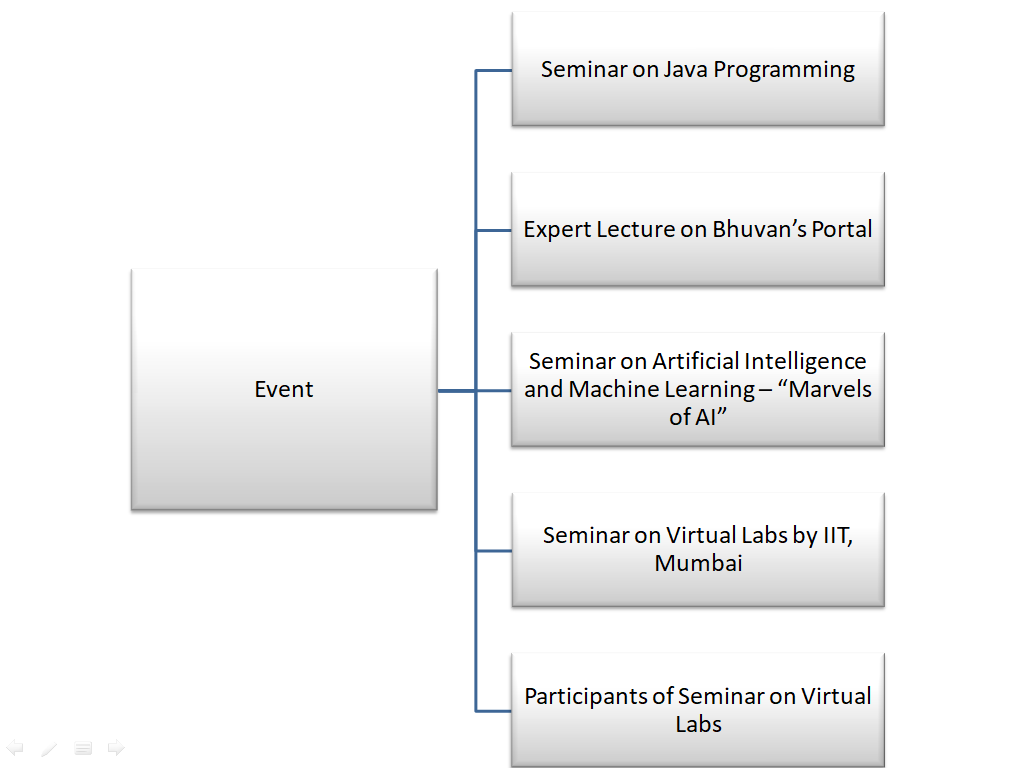 Seminar on Java Programming
Expert Lecture on Bhuvan’s Portal
Event
Seminar on Artificial Intelligence
and Machine Learning – “Marvels
of AI”
Seminar on Virtual Labs by IIT,
Mumbai
Participants of Seminar on Virtual
Labs